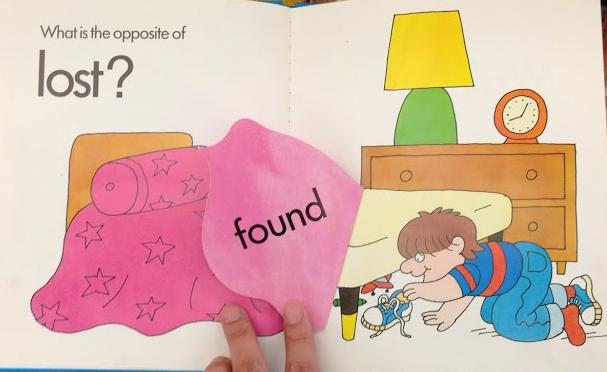 What is the opposite of
lost?
found